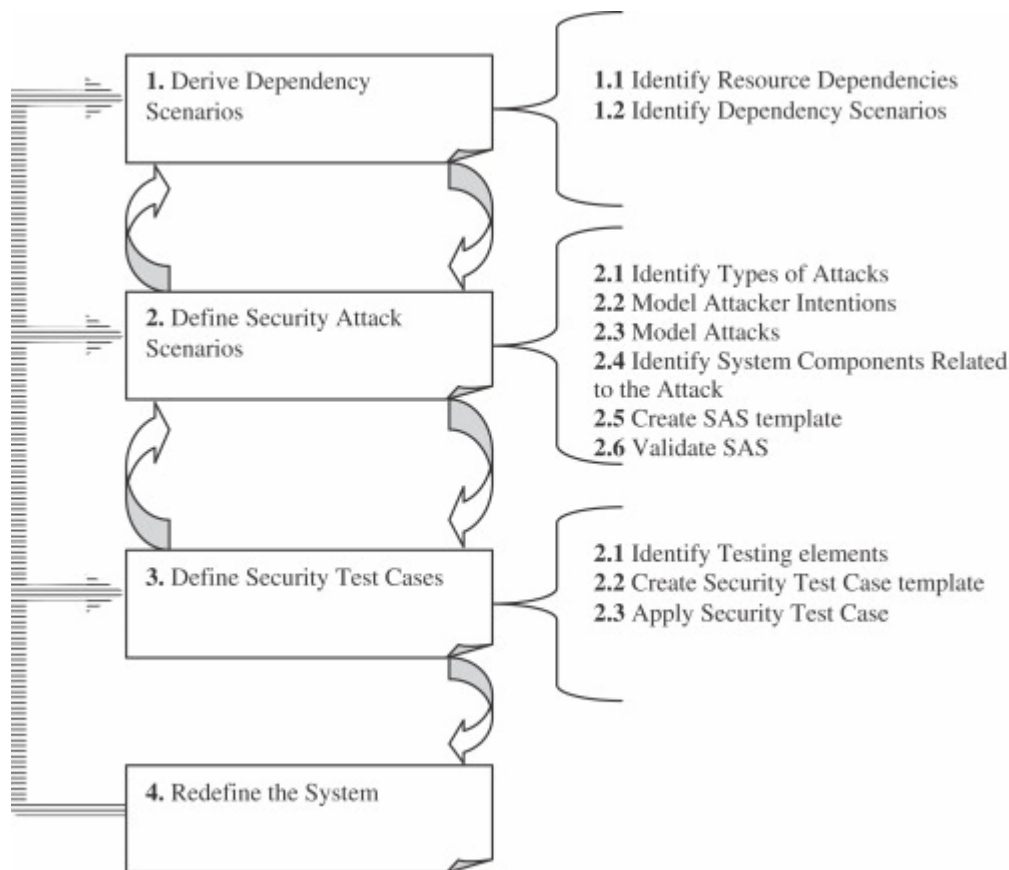 1. Derive Dependency
Scenarios
1.1 Identify Resource Dependencies
1.2 Identify Dependency Scenarios
2. Define Security Attack
Scenarios
2.1 Identify Types of Attacks
2.2 Model Attacker Intentions
2.3 Model Attacks
2.4 Identify System Components Related
to the Attack
2.5 Create SAS template
2.6 Validate SAS
3. Define Security Test Cases
2.1 Identify Testing elements
2.2 Create Security Test Case template
2.3 Apply Security Test Case
4. Redefine the System